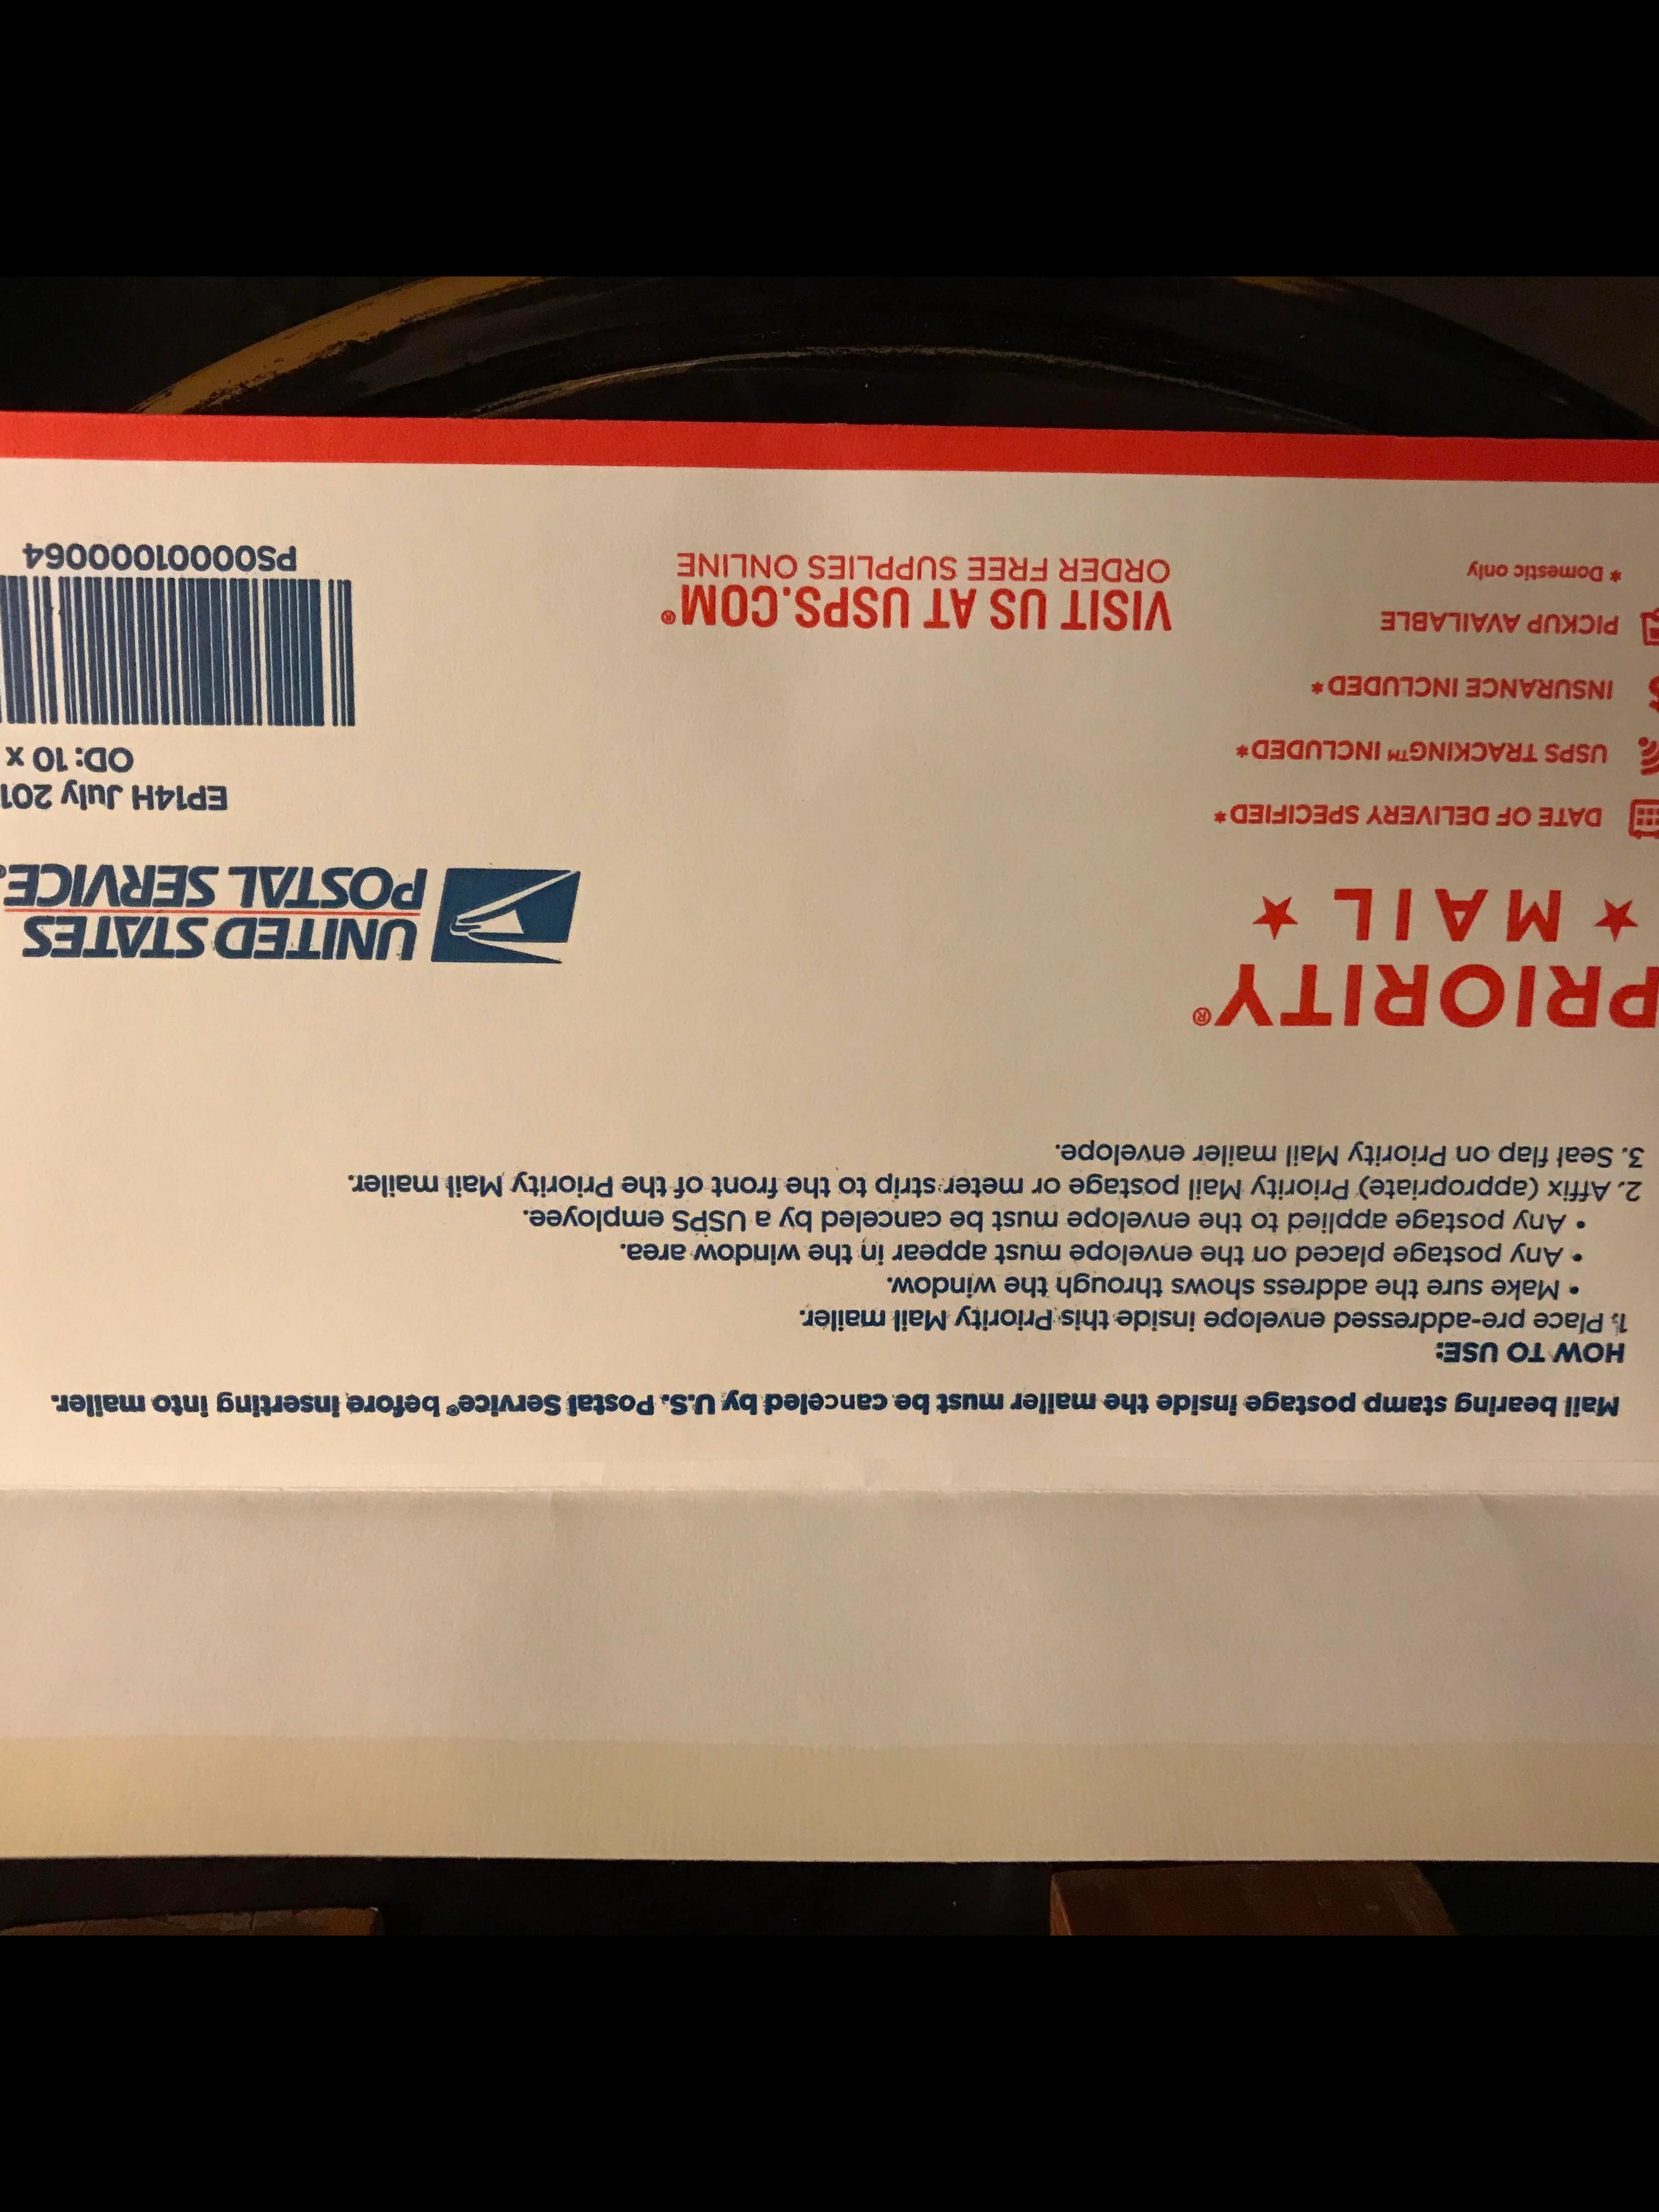 Mail bearing stamp postage inside the mailer must be canceled by U.S. Postal Service® before inserting into mailer.
HOW TO USE:
1. Place pre-addressed envelope inside this Priority Mail mailer.
• Make sure the address shows through the window.
• Any postage placed on the envelope must appear in the window area.
• Any postage applied to the envelope must be canceled by a USPS employee.
2. Affix (appropriate) Priority Mail postage or meter strip to the front of the Priority Mail mailer.
3. Seal flap on Priority Mail mailer envelope.
PRIORITY®
★ MAIL ★
DATE OF DELIVERY SPECIFIED*
USPS TRACKING™ INCLUDED*
INSURANCE INCLUDED*
PICKUP AVAILABLE
* Domestic only
VISIT US AT USPS.COM®
ORDER FREE SUPPLIES ONLINE
UNITED STATES
POSTAL SERVICE®
EP14H July 201
OD: 10 x
PS00001000064